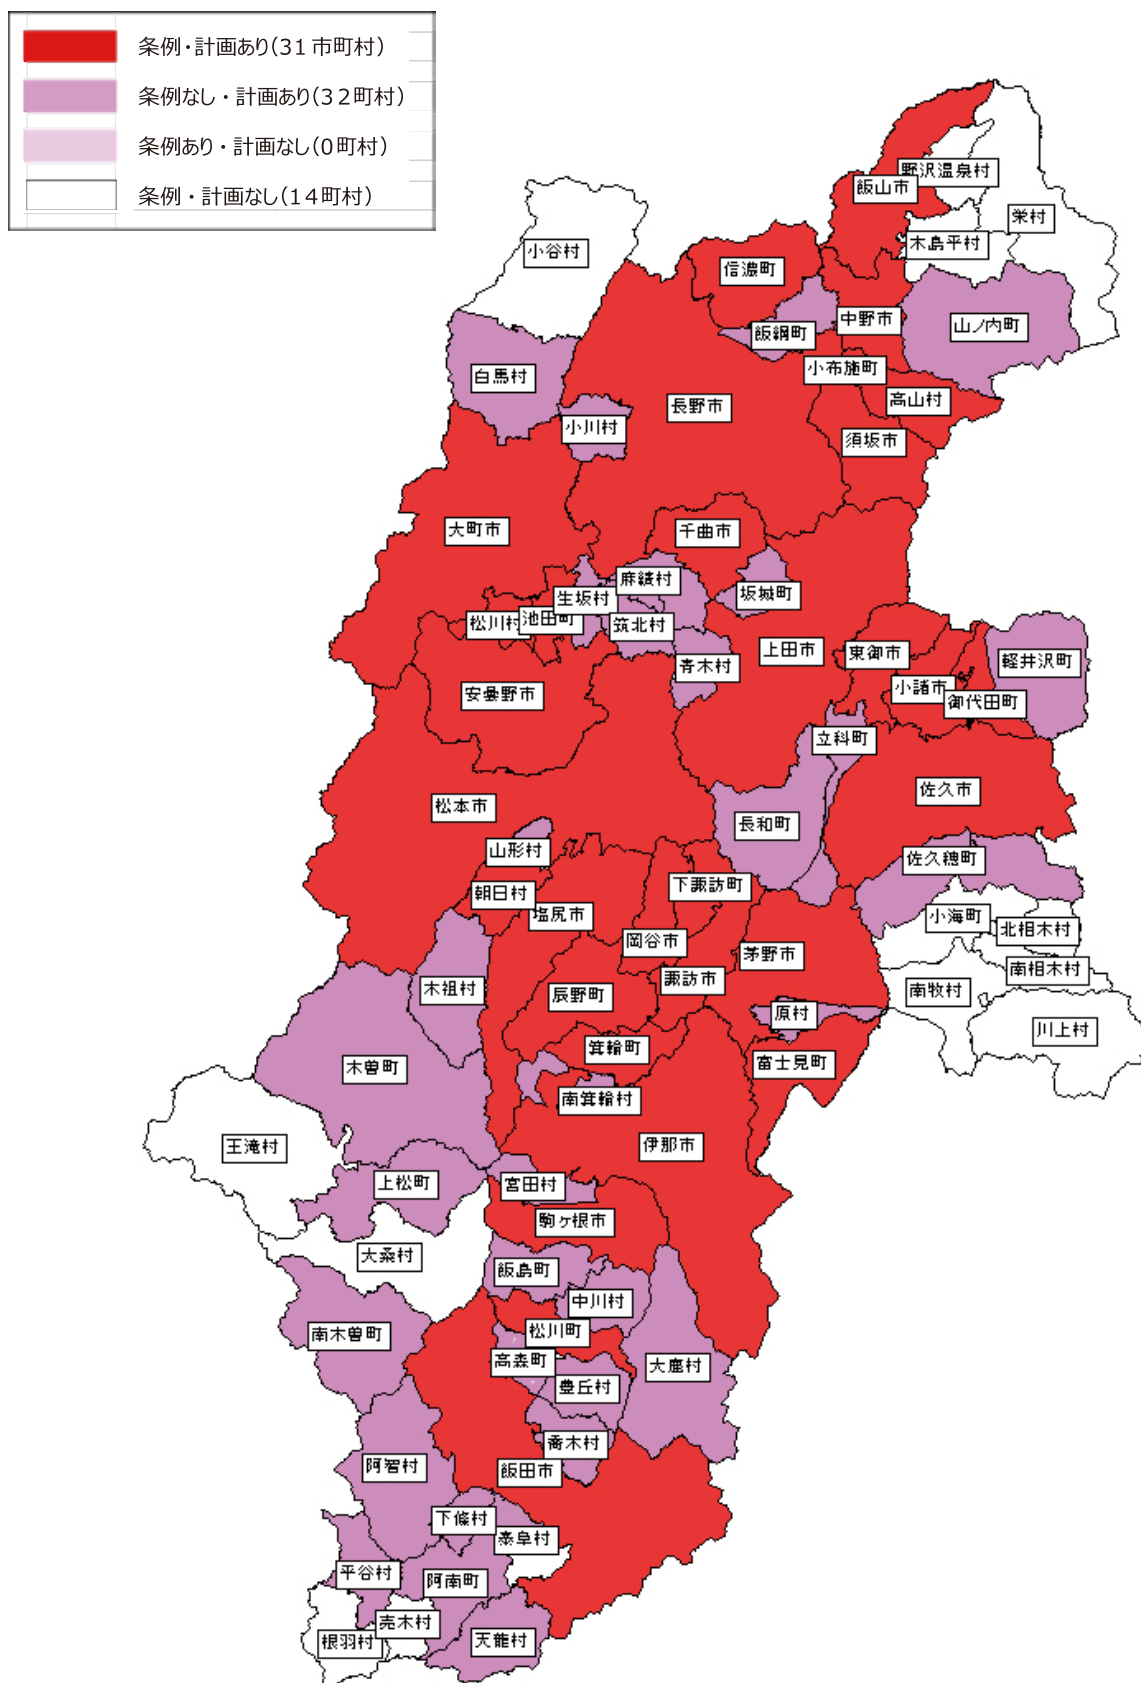 条例・計画あり(31市町村)
条例なし・計画あり(32町村)
条例あり・計画なし(0町村)
条例・計画なし(14町村)
野沢温泉村
飯山市
栄村
木島平村
小谷村
信濃町
中野市
山ノ内町
飯綱町
小布施町
白馬村
高山村
長野市
小川村
須坂市
大町市
千曲市
麻績村
坂城町
生坂村
松川村
池田町
筑北村
上田市
東御市
軽井沢町
青木村
小諸市
安曇野市
御代田町
立科町
佐久市
松本市
長和町
山形村
佐久穂町
下諏訪町
朝日村
塩尻市
小海町
北相木村
岡谷市
茅野市
南相木村
諏訪市
木祖村
辰野町
南牧村
原村
川上村
箕輪町
木曽町
富士見町
南箕輪村
王滝村
伊那市
上松町
宮田村
駒ヶ根市
大桑村
飯島町
中川村
南木曽町
松川町
高森町
大鹿村
豊丘村
喬木村
阿智村
飯田市
下條村
泰阜村
平谷村
阿南町
売木村
根羽村
天龍村